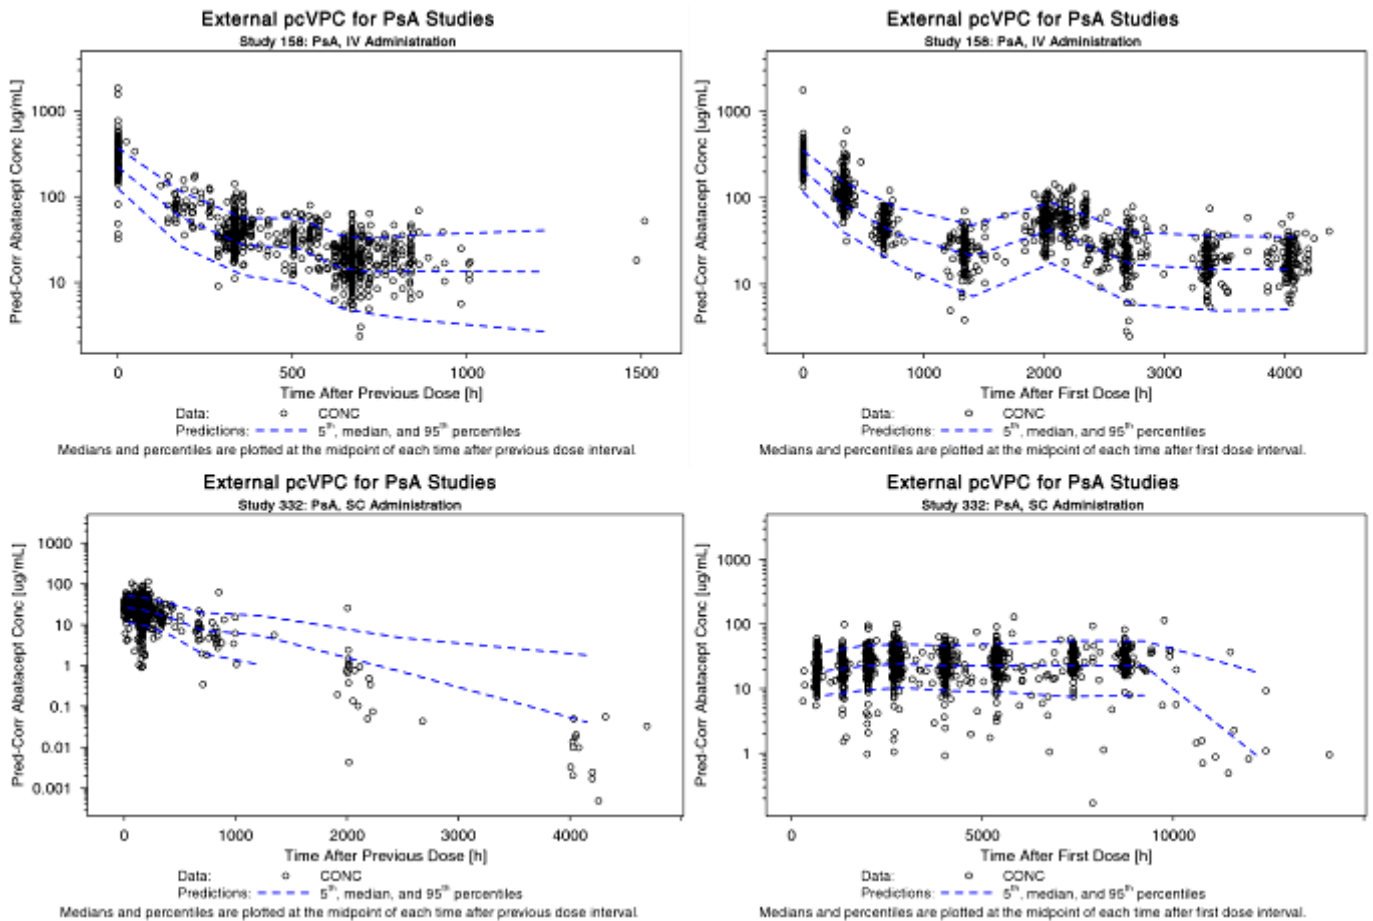 External pcVPC for PsA Studies
Study 158: PsA, IV Administration
Pred-Corr Abatacept Conc [ug/mL]
1000
100
10
0 500 1000 1500
Time After Previous Dose [h]
Data: CONC
Predictions: 5th, median, and 95th percentiles
Medians and percentiles are plotted at the midpoint of each time after previous dose interval.
External pcVPC for PsA Studies
Study 158: PsA, IV Administration
Pred-Corr Abatacept Conc [ug/mL]
1000
100
10
0 1000 2000 3000 4000
Time After First Dose [h]
Data: CONC
Predictions: 5th, median, and 95th percentiles
Medians and percentiles are plotted at the midpoint of each time after first dose interval.
External pcVPC for PsA Studies
Study 332: PsA, SC Administration
Pred-Corr Abatacept Conc [ug/mL]
1000
100
10
1
0.1
0.01
0.001
0 1000 2000 3000 4000
Time After Previous Dose [h]
Data: CONC
Predictions: 5th, median, and 95th percentiles
Medians and percentiles are plotted at the midpoint of each time after previous dose interval.
External pcVPC for PsA Studies
Study 332: PsA, SC Administration
Pred-Corr Abatacept Conc [ug/mL]
1000
100
10
1
0 5000 10000
Time After First Dose [h]
Data: CONC
Predictions: 5th, median, and 95th percentiles
Medians and percentiles are plotted at the midpoint of each time after first dose interval.